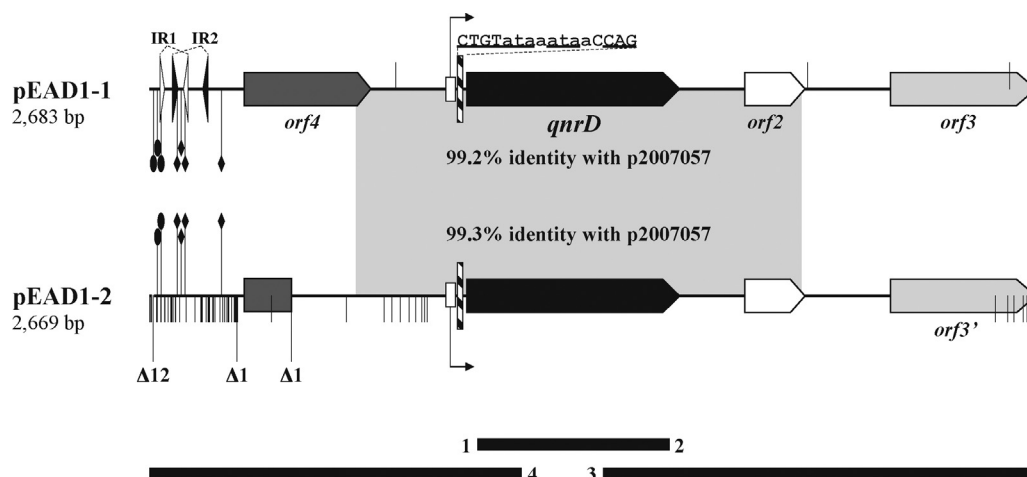 IR1 IR2
CTGTataaataaCCAG
pEAD1-1
2,683 bp
orf4
qnrD
orf2
orf3
99.2% identity with p2007057
99.3% identity with p2007057
pEAD1-2
2,669 bp
orf3’
Δ12 Δ1 Δ1
1 2
4 3